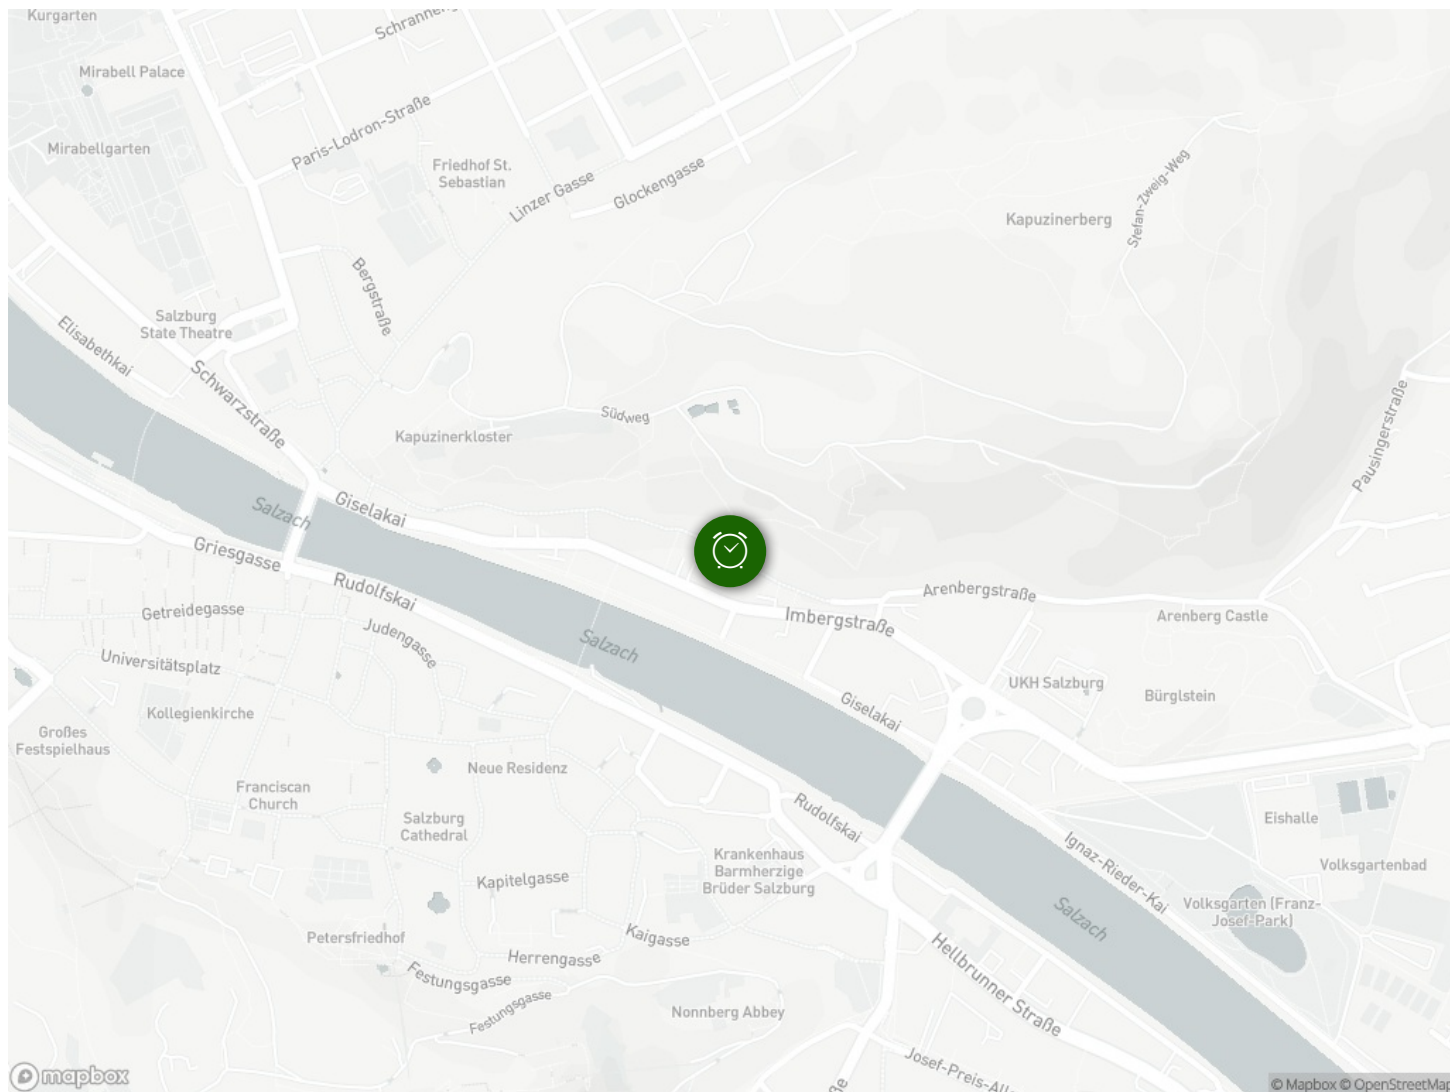 Kurgarten
Schranneng
Mirabell Palace
Paris-Lodron-Straße
Mirabellgarten
Friedhof St.
Sebastian
Linzer Gasse
Glockengasse
Kapuzinerberg
Stefan-Zweig-Weg
Bergstraße
Salzburg
State Theatre
Elisabethkai
Schwarzstraße
Südweg
Kapuzinerkloster
Pausingerstraße
Salzach
Giselakai
Griesgasse
Rudolfskai
Arenbergstraße
Getreidegasse
Judengasse
Imbergstraße
Arenberg Castle
Salzach
Universitätsplatz
UKH Salzburg
Bürglstein
Kollegienkirche
Giselakai
Großes
Festspielhaus
Neue Residenz
Franciscan
Church
Salzburg
Cathedral
Rudolfskai
Eishalle
Ignaz-Rieder-Kai
Krankenhaus
Barmherzige
Brüder Salzburg
Volksgartenbad
Kapitelgasse
Volksgarten (Franz-
Josef-Park)
Salzach
Petersfriedhof
Kaigasse
Herrengasse
Hellbrunner Straße
Festungsgasse
Festungsgasse
Nonnberg Abbey
Josef-Preis-All
ße
mapbox
© Mapbox © OpenStreetMap